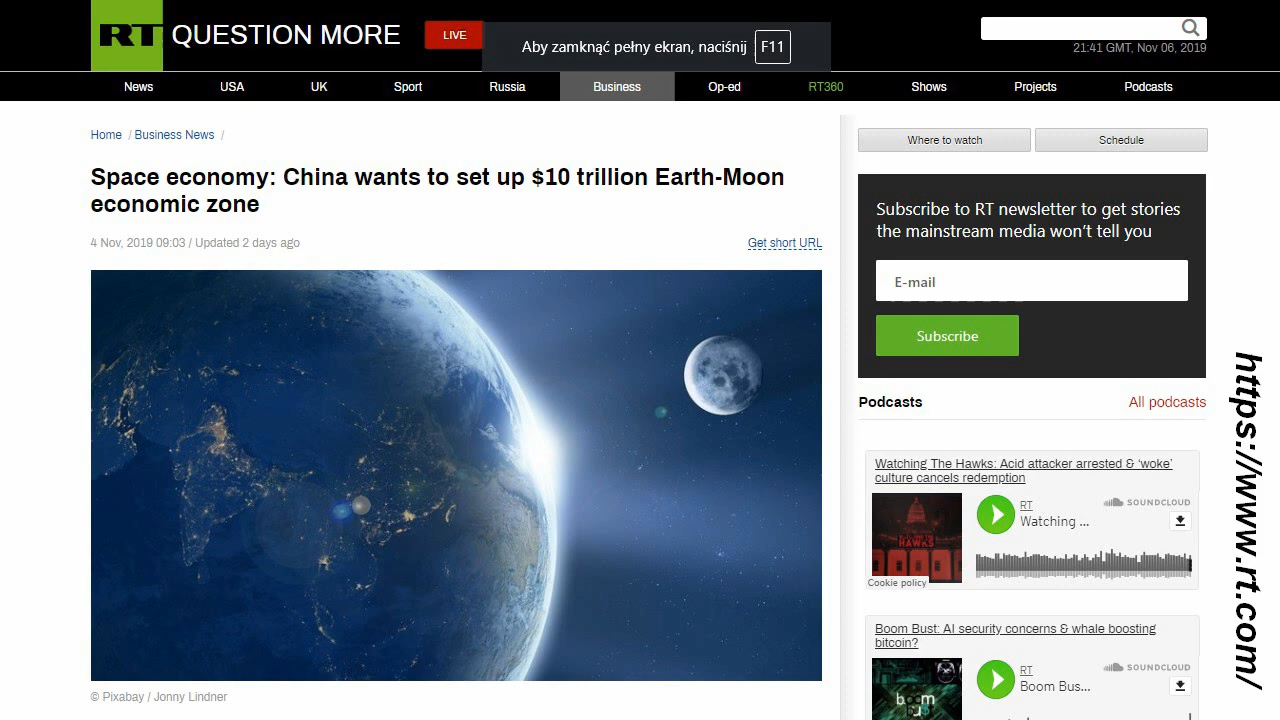 RT QUESTION MORE
LIVE
Aby zamknąć pełny ekran, naciśnij F11
21:41 GMT, Nov 06, 2019
News USA UK Sport Russia Business Op-ed RT360 Shows Projects Podcasts
Home / Business News /
Space economy: China wants to set up $10 trillion Earth-Moon
economic zone
4 Nov, 2019 09:03 / Updated 2 days ago
Get short URL
© Pixabay / Jonny Lindner
Where to watch
Schedule
Subscribe to RT newsletter to get stories
the mainstream media won’t tell you
E-mail
Subscribe
Podcasts
All podcasts
Watching The Hawks: Acid attacker arrested & ‘woke’
culture cancels redemption
RT
SOUNDCLOUD
Watching ...
HAWKS
Cookie policy
Boom Bust: AI security concerns & whale boosting
bitcoin?
RT
SOUNDCLOUD
Boom Bus...
boom
https://www.rt.com/